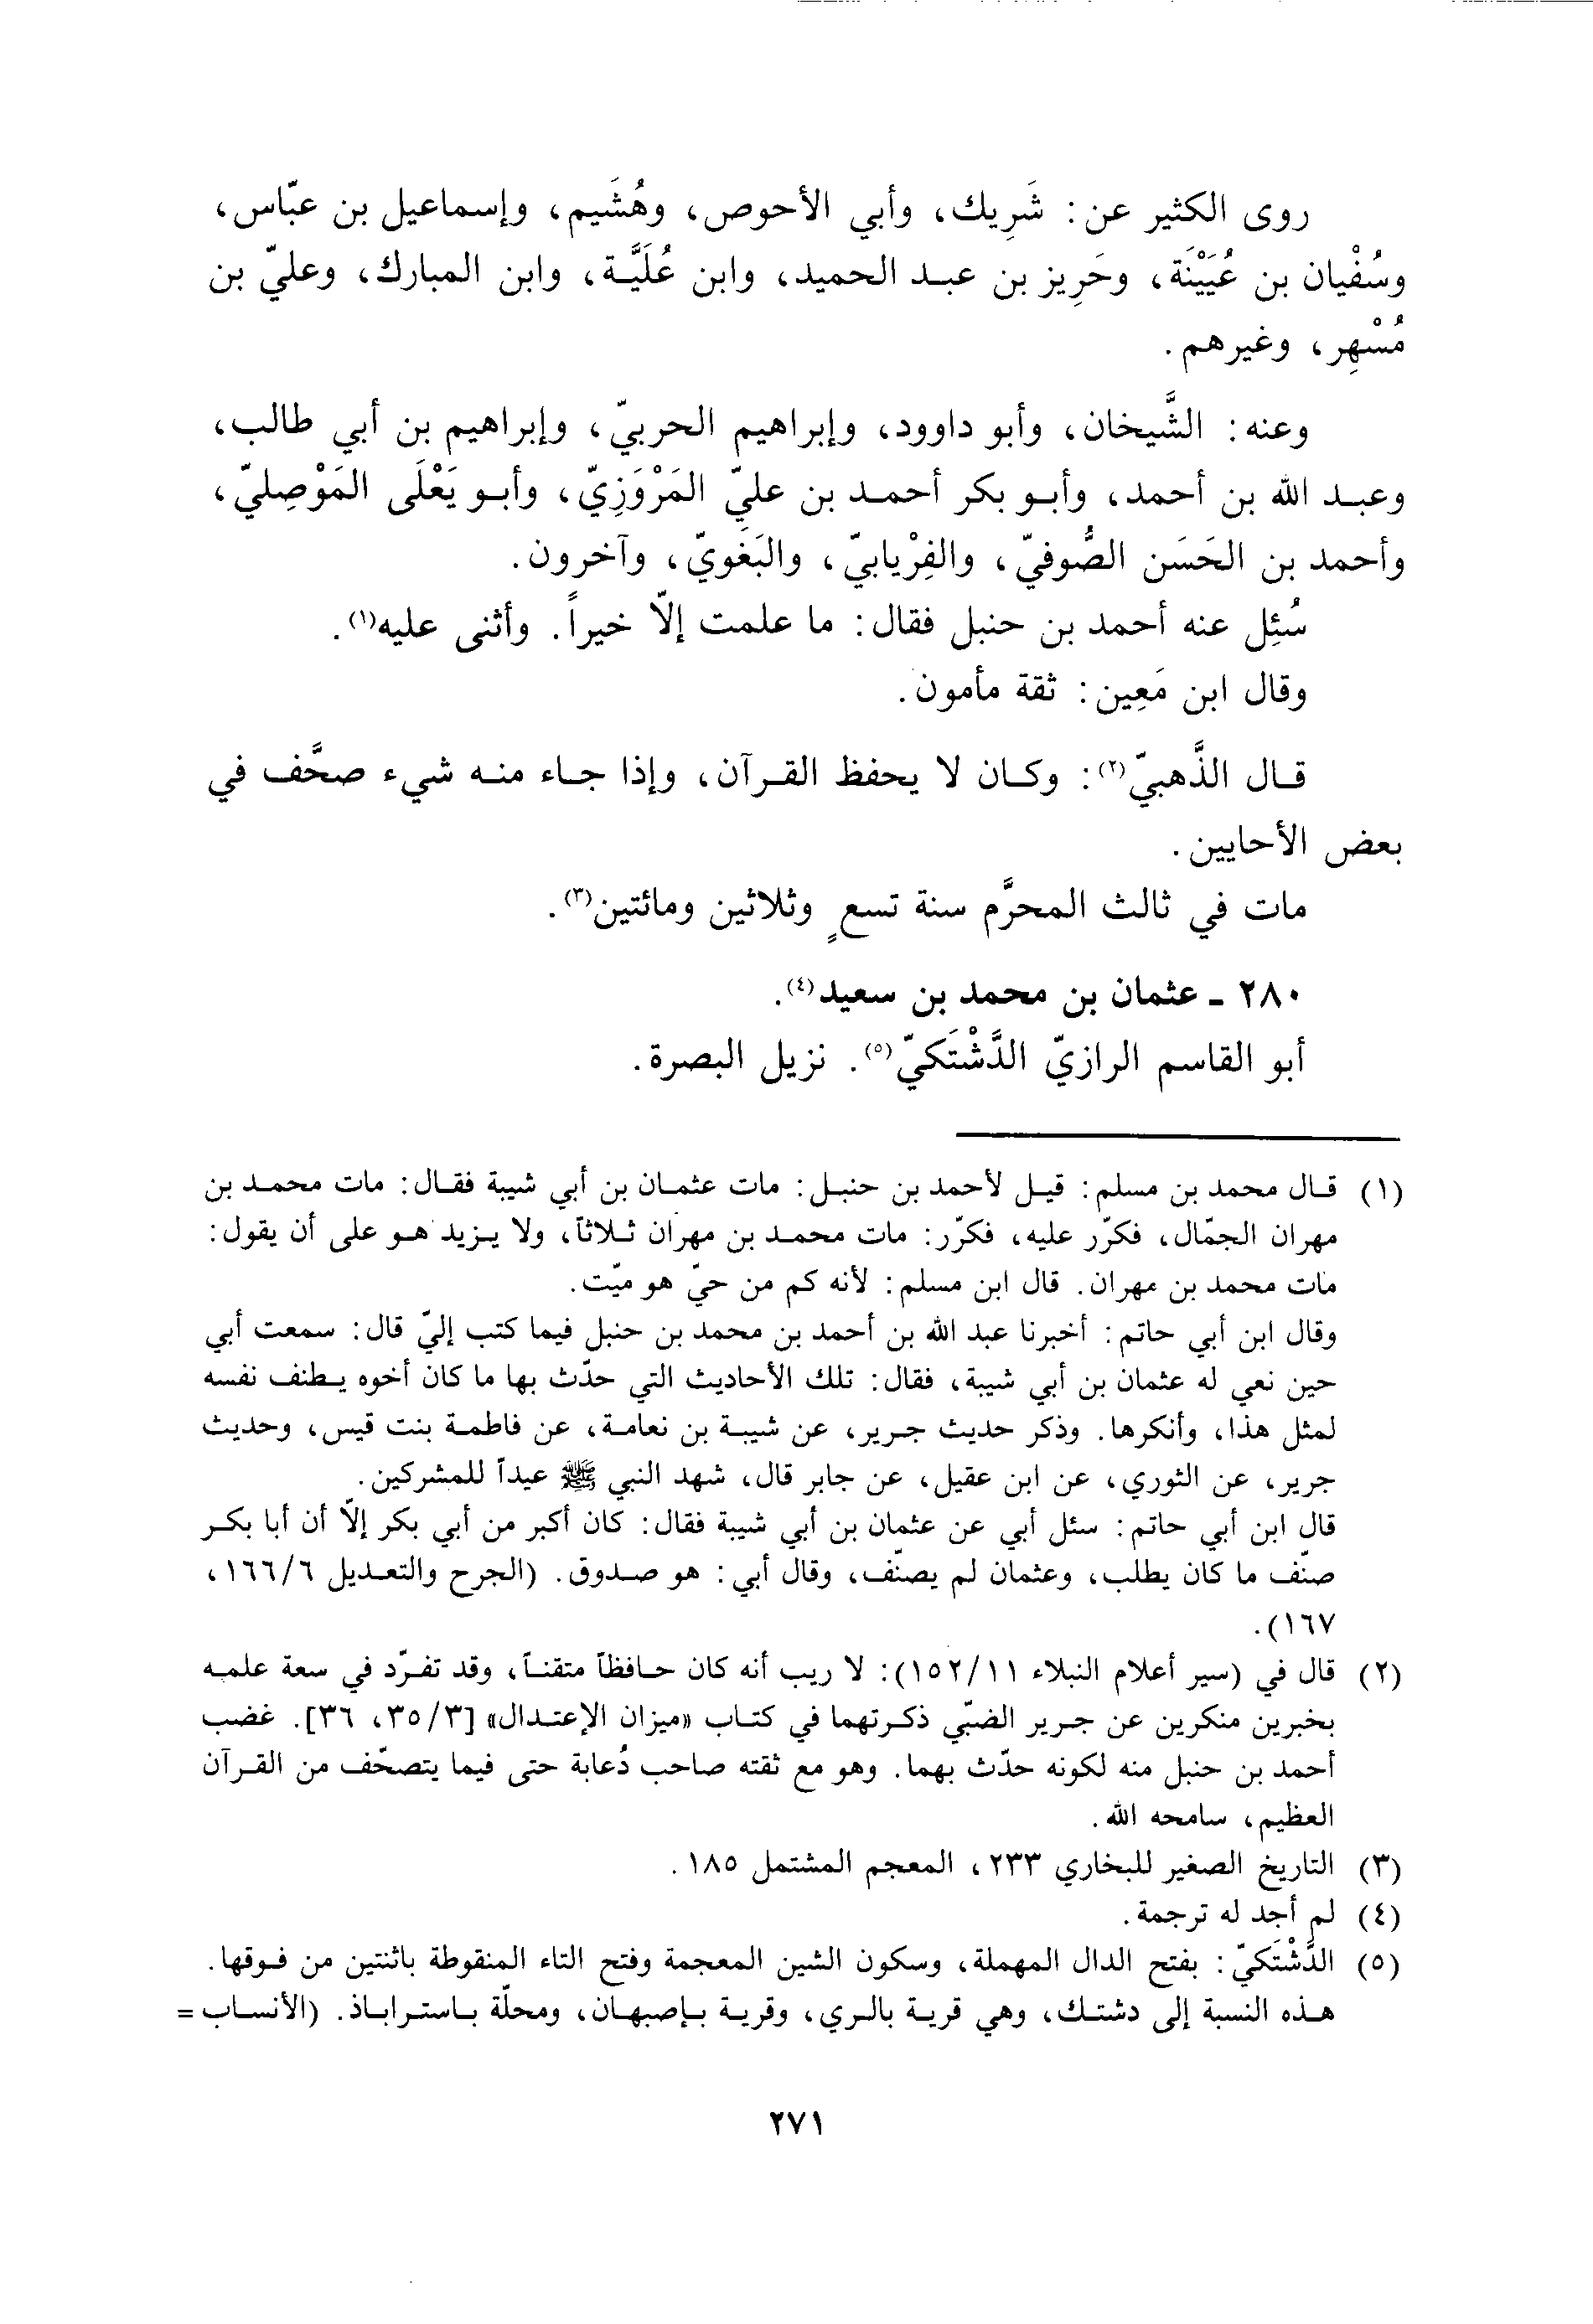 روى الكثير عن: شَرِيك، وأبي الأحوص، وهُشَيم، وإسماعيل بن عبّاس،
وسُفْيان بن عُيَيْنَة، وحَرِيز بن عبد الحميد، وابن عُلَيَّة، وابن المبارك، وعليّ بن
مُسْهِر، وغيرهم.
وعنه: الشَّيخان، وأبو داوود، وإبراهيم الحربيّ، وإبراهيم بن أبي طالب،
وعبد الله بن أحمد، وأبو بكر أحمد بن عليّ المَرْوَزِيّ، وأبو يَعْلَى المَوْصِليّ،
وأحمد بن الحَسَن الصُّوفيّ، والفِرْيابيّ، والبَغَويّ، وآخرون.
سُئِل عنه أحمد بن حنبل فقال: ما علمت إلاّ خيراً. وأثنى عليه(١).
وقال ابن مَعِين: ثقة مأمون.
قال الذَّهبيّ(٢): وكان لا يحفظ القرآن، وإذا جاء منه شيء صحَّف في
بعض الأحايين.
مات في ثالث المحرَّم سنة تسعٍ وثلاثين ومائتين(٣).
٢٨٠ ـ عثمان بن محمد بن سعيد(٤).
أبو القاسم الرازيّ الدَّشْتَكيّ(٥). نزيل البصرة.
(١) قال محمد بن مسلم: قيل لأحمد بن حنبل: مات عثمان بن أبي شيبة فقال: مات محمد بن
مهران الجمّال، فكرّر عليه، فكرّر: مات محمد بن مهران ثلاثاً، ولا يزيد هو على أن يقول:
مات محمد بن مهران. قال ابن مسلم: لأنه كم من حيّ هو ميّت.
وقال ابن أبي حاتم: أخبرنا عبد الله بن أحمد بن محمد بن حنبل فيما كتب إليّ قال: سمعت أبي
حين نعي له عثمان بن أبي شيبة، فقال: تلك الأحاديث التي حدّث بها ما كان أخوه يطنف نفسه
لمثل هذا، وأنكرها. وذكر حديث جرير، عن شيبة بن نعامة، عن فاطمة بنت قيس، وحديث
جرير، عن الثوري، عن ابن عقيل، عن جابر قال، شهد النبي ﷺ عيداً للمشركين.
قال ابن أبي حاتم: سئل أبي عن عثمان بن أبي شيبة فقال: كان أكبر من أبي بكر إلاّ أن أبا بكر
صنّف ما كان يطلب، وعثمان لم يصنّف، وقال أبي: هو صدوق. (الجرح والتعديل ١٦٦/٦،
١٦٧).
(٢) قال في (سير أعلام النبلاء ١٥٢/١١): لا ريب أنه كان حافظاً متقناً، وقد تفرّد في سعة علمه
بخبرين منكرين عن جرير الضبّي ذكرتهما في كتاب «ميزان الإعتدال» [٣٥/٣، ٣٦]. غضب
أحمد بن حنبل منه لكونه حدّث بهما. وهو مع ثقته صاحب دُعابة حتى فيما يتصحّف من القرآن
العظيم، سامحه الله.
(٣) التاريخ الصغير للبخاري ٢٣٣، المعجم المشتمل ١٨٥.
(٤) لم أجد له ترجمة.
(٥) الدَّشْتَكيّ: بفتح الدال المهملة، وسكون الشين المعجمة وفتح التاء المنقوطة باثنتين من فوقها.
هذه النسبة إلى دشتك، وهي قرية بالري، وقرية بإصبهان، ومحلّة باستراباذ. (الأنساب =
٢٧١